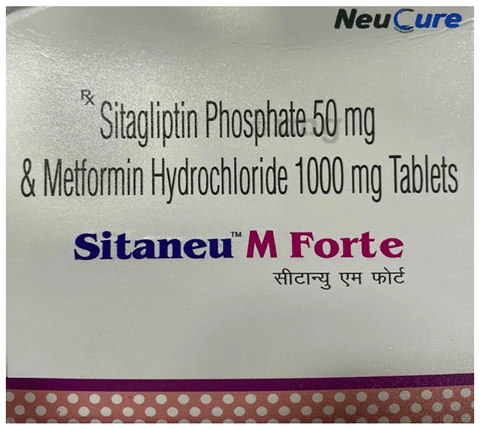 NeuCure
Rx Sitagliptin Phosphate 50 mg
& Metformin Hydrochloride 1000 mg Tablets
Sitaneu™ M Forte
सीटान्यु एम फोर्ट